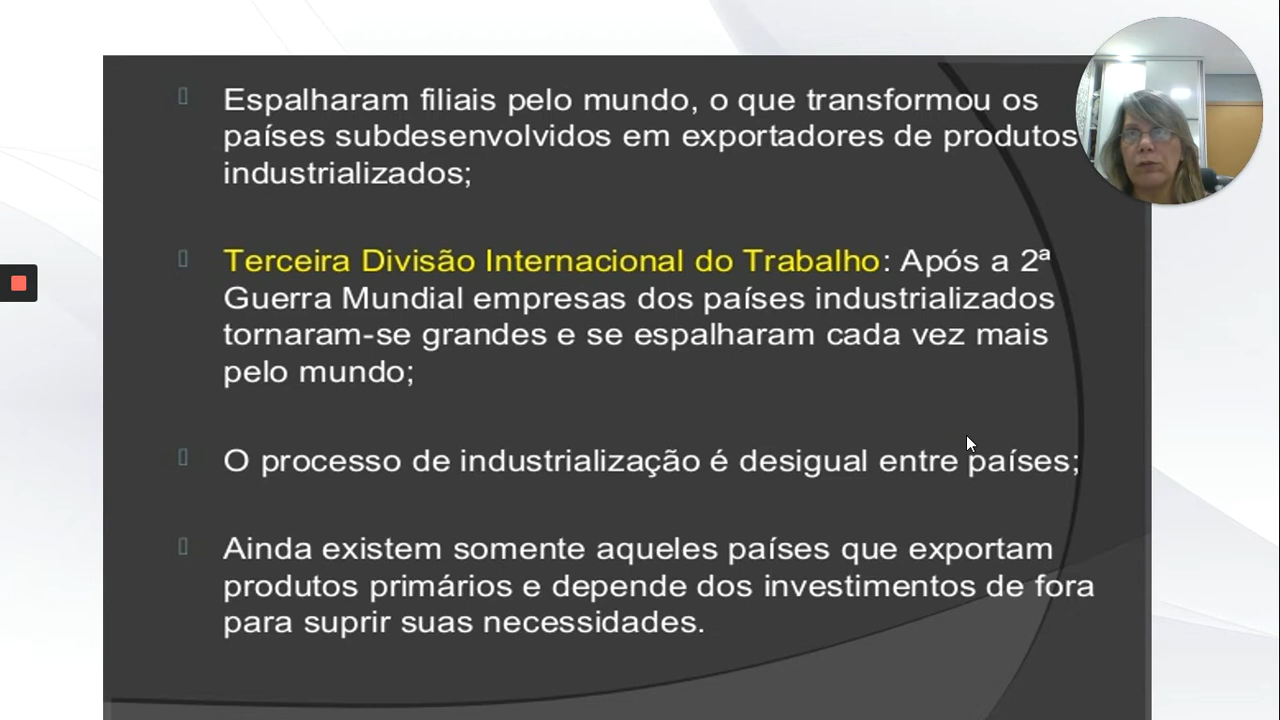 Espalharam filiais pelo mundo, o que transformou os
países subdesenvolvidos em exportadores de produtos
industrializados;
Terceira Divisão Internacional do Trabalho: Após a 2ª
Guerra Mundial empresas dos países industrializados
tornaram-se grandes e se espalharam cada vez mais
pelo mundo;
O processo de industrialização é desigual entre países;
Ainda existem somente aqueles países que exportam
produtos primários e depende dos investimentos de fora
para suprir suas necessidades.